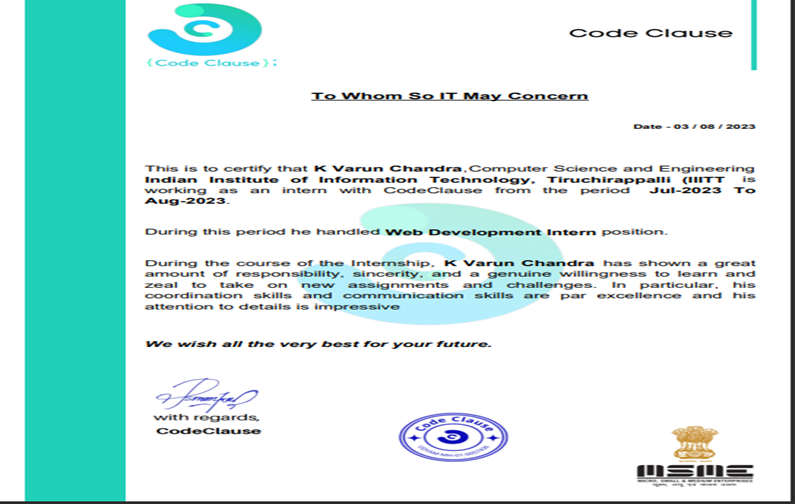 {Code Clause};
Code Clause
To Whom So IT May Concern
Date - 03 / 08 / 2023
This is to certify that K Varun Chandra,Computer Science and Engineering
Indian Institute of Information Technology, Tiruchirappalli (IIITT is
working as an intern with CodeClause from the period Jul-2023 To
Aug-2023.
During this period he handled Web Development Intern position.
During the course of the Internship, K Varun Chandra has shown a great
amount of responsibility, sincerity, and a genuine willingness to learn and
zeal to take on new assignments and challenges. In particular, his
coordination skills and communication skills are par excellence and his
attention to details is impressive
We wish all the very best for your future.
with regards,
CodeClause
Code Clause
MSME
MICRO, SMALL & MEDIUM ENTERPRISES
सूक्ष्म, लघु एवं मध्यम उद्यम